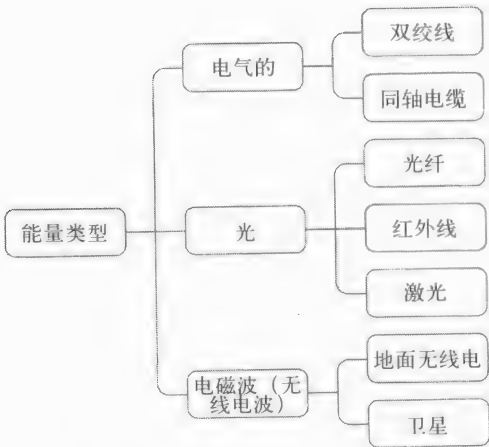 双绞线
电气的
同轴电缆
光纤
能量类型
光
红外线
激光
地面无线电
电磁波（无
线电波）
卫星